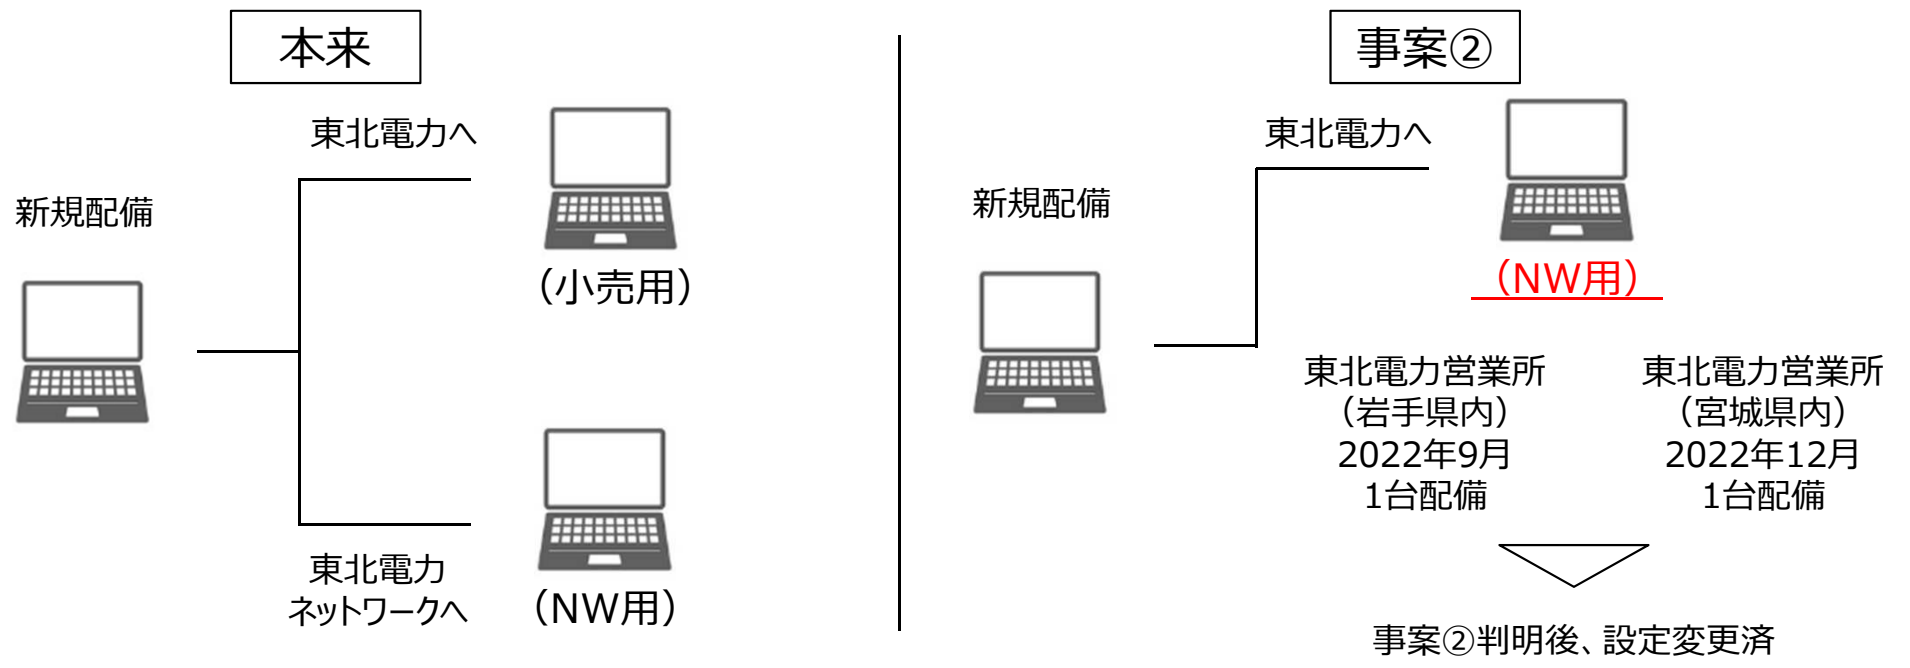 本来
東北電力へ
新規配備
（小売用）
東北電力
ネットワークへ
（NW用）
事案②
東北電力へ
新規配備
（NW用）
東北電力営業所
（岩手県内）
2022年9月
1台配備
東北電力営業所
（宮城県内）
2022年12月
1台配備
事案②判明後、設定変更済